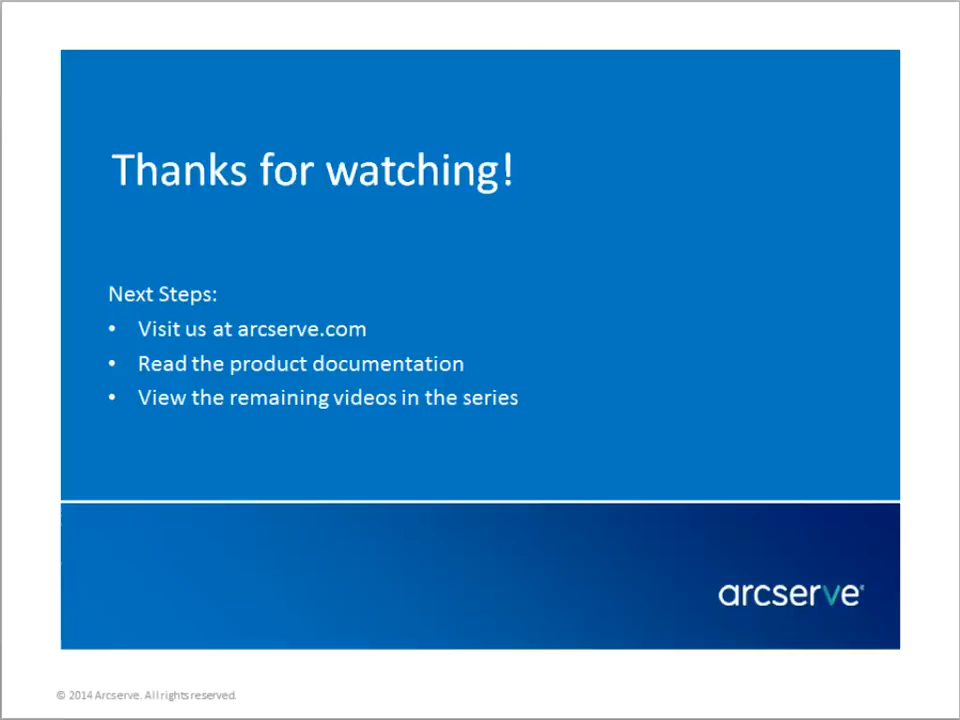 Thanks for watching!
Next Steps:
• Visit us at arcserve.com
• Read the product documentation
• View the remaining videos in the series
arcserve®
© 2014 Arcserve. All rights reserved.